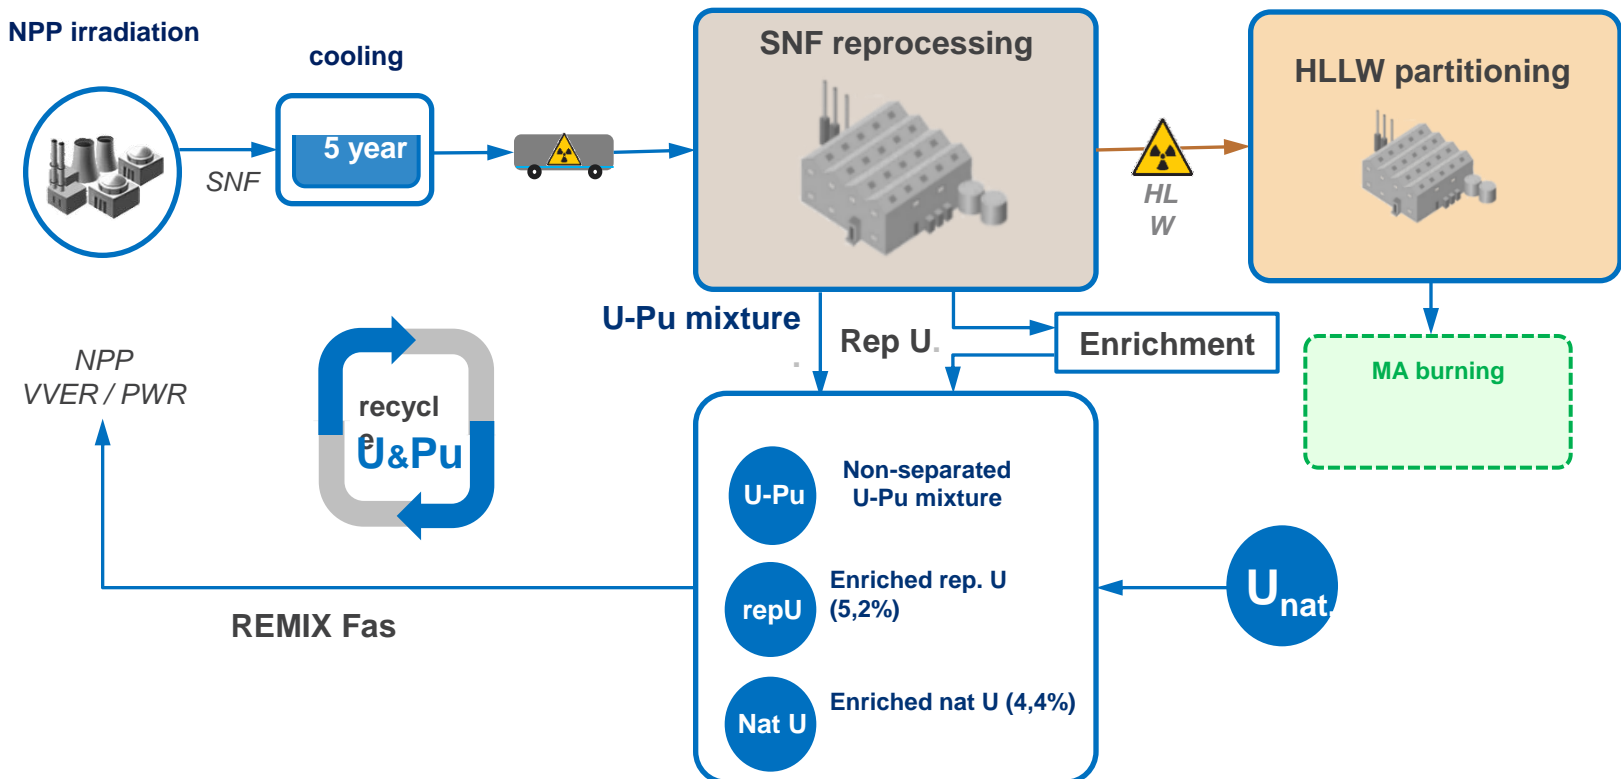 NPP irradiation
cooling
5 year
SNF
SNF reprocessing
HL
W
HLLW partitioning
U-Pu mixture
.
Rep U.
Enrichment
MA burning
NPP
VVER / PWR
recycl
e
U&Pu
U-Pu
Non-separated
U-Pu mixture
repU
Enriched rep. U
(5,2%)
Nat U
Enriched nat U (4,4%)
Unat.
REMIX Fas